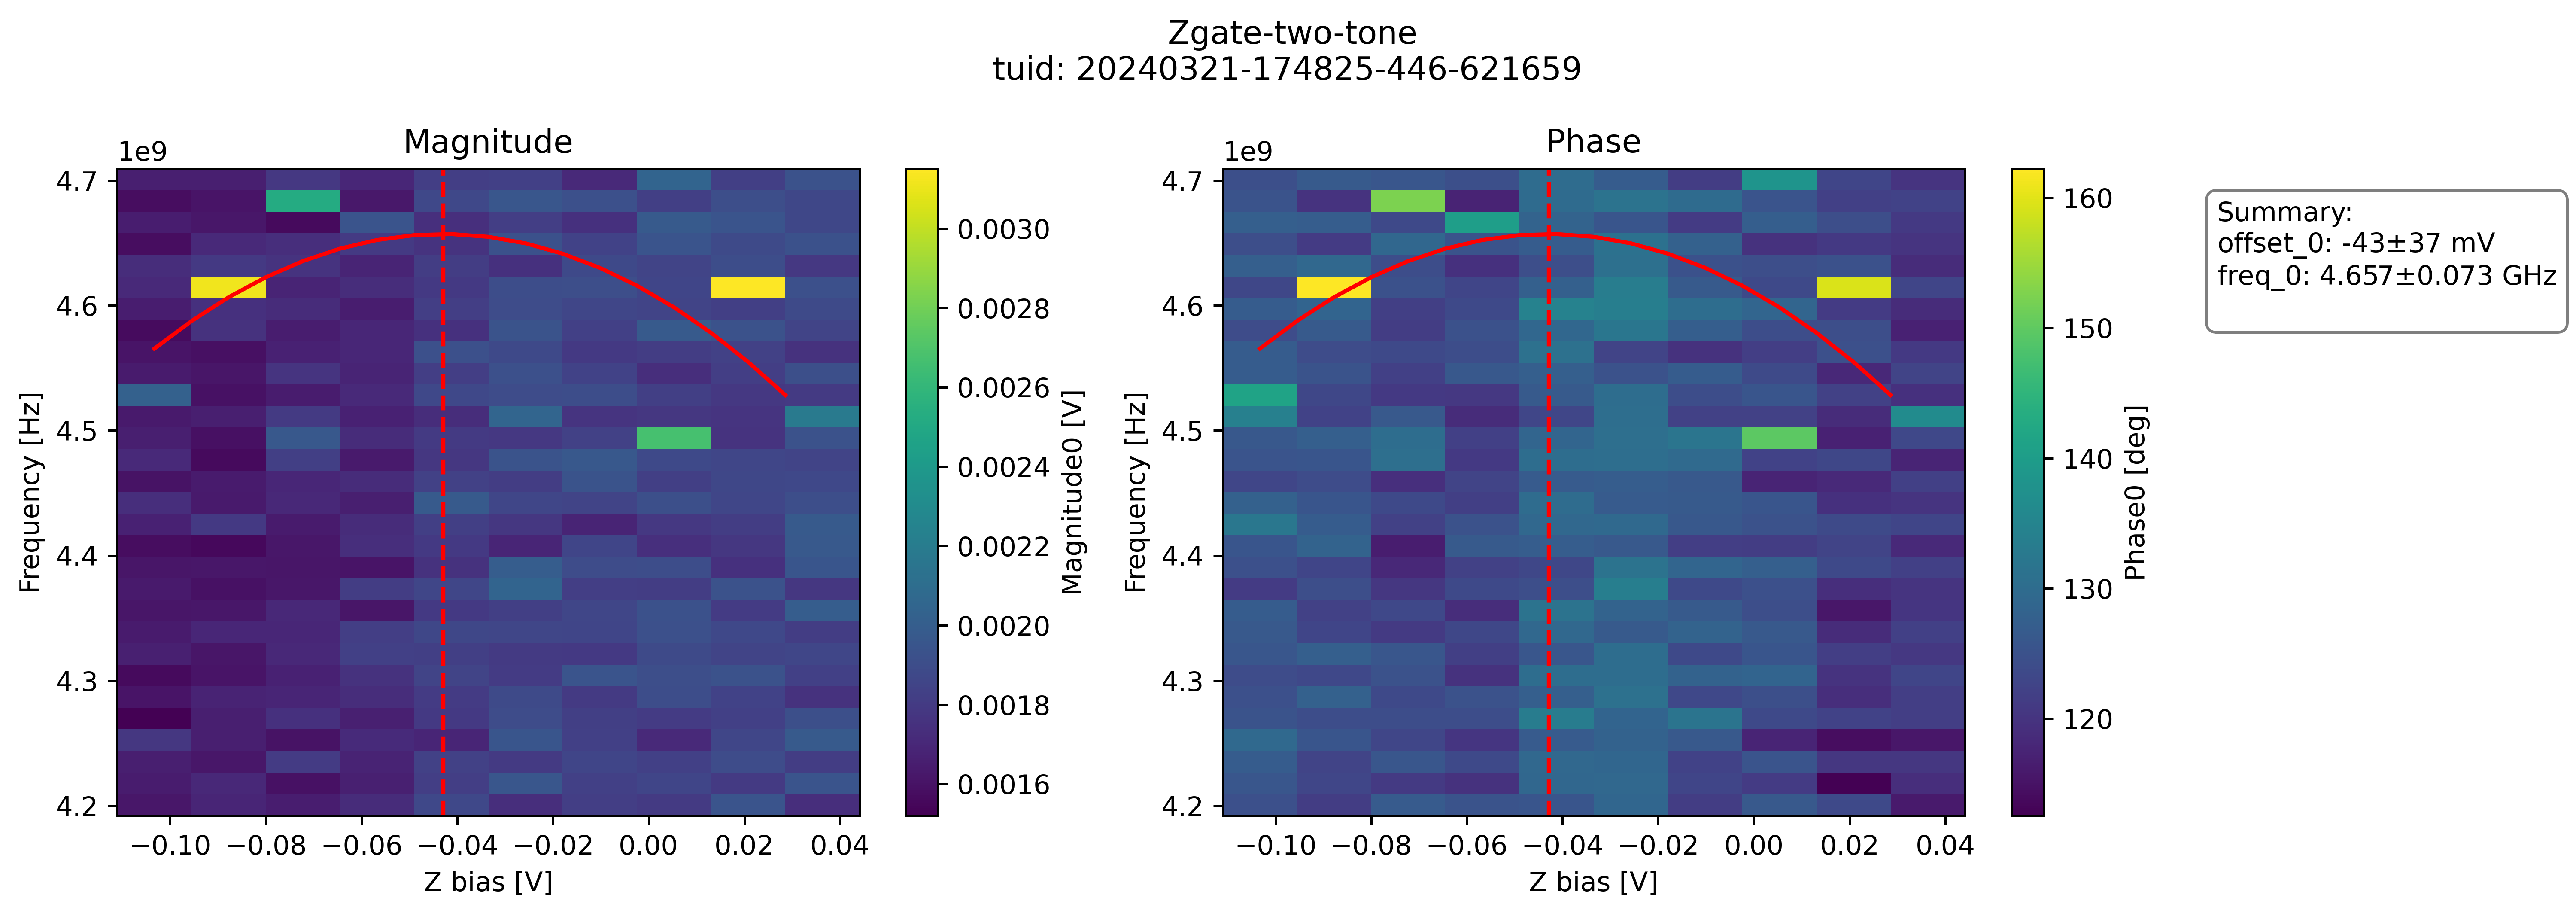 Zgate-two-tone
tuid: 20240321-174825-446-621659
Magnitude
1e9
4.7
4.6
4.5
4.4
4.3
4.2
Frequency [Hz]
−0.10 −0.08 −0.06 −0.04 −0.02 0.00 0.02 0.04
Z bias [V]
0.0030
0.0028
0.0026
0.0024
0.0022
0.0020
0.0018
0.0016
Magnitude0 [V]
Phase
1e9
4.7
4.6
4.5
4.4
4.3
4.2
Frequency [Hz]
−0.10 −0.08 −0.06 −0.04 −0.02 0.00 0.02 0.04
Z bias [V]
160
150
140
130
120
Phase0 [deg]
Summary:
offset_0: -43±37 mV
freq_0: 4.657±0.073 GHz